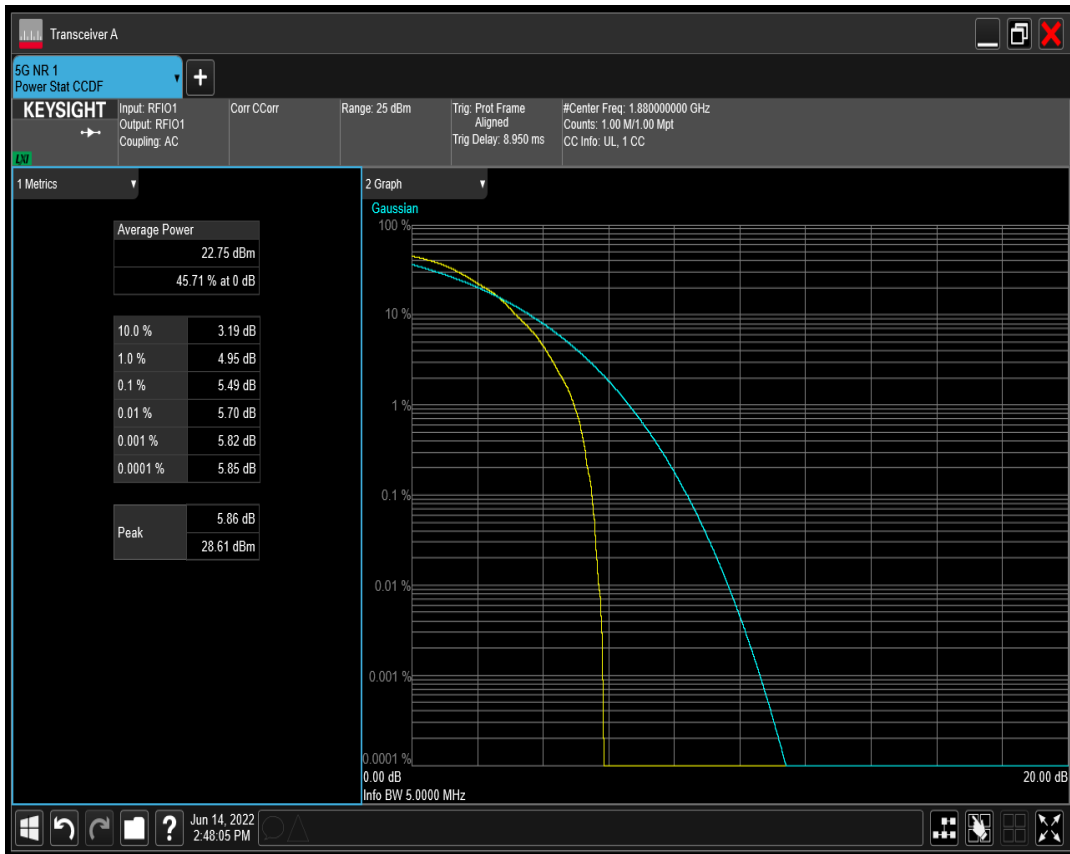 Transceiver A
5G NR 1
Power Stat CCDF
+
KEYSIGHT
LXI
Input: RFIO1
Output: RFIO1
Coupling: AC
Corr CCorr
Range: 25 dBm
Trig: Prot Frame
Aligned
Trig Delay: 8.950 ms
#Center Freq: 1.880000000 GHz
Counts: 1.00 M/1.00 Mpt
CC Info: UL, 1 CC
1 Metrics
Average Power
22.75 dBm
45.71 % at 0 dB
10.0 % 3.19 dB
1.0 % 4.95 dB
0.1 % 5.49 dB
0.01 % 5.70 dB
0.001 % 5.82 dB
0.0001 % 5.85 dB
Peak
5.86 dB
28.61 dBm
2 Graph
Gaussian
100 %
10 %
1 %
0.1 %
0.01 %
0.001 %
0.0001 %
0.00 dB 20.00 dB
Info BW 5.0000 MHz
?
Jun 14, 2022
2:48:05 PM